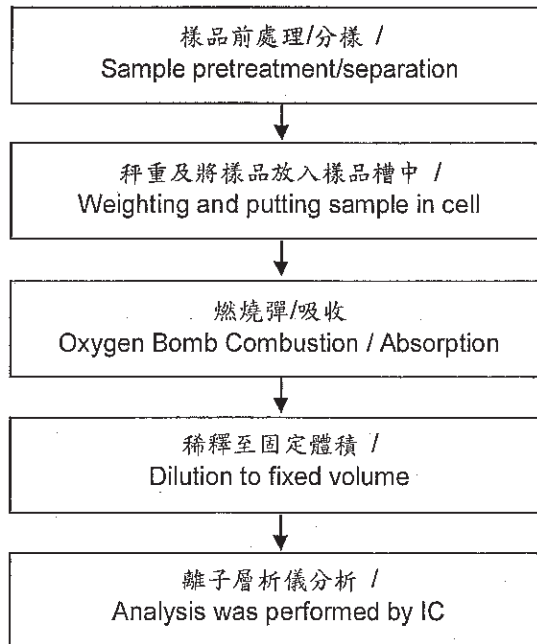 樣品前處理/分樣 /
Sample pretreatment/separation
秤重及將樣品放入樣品槽中 /
Weighting and putting sample in cell
燃燒彈/吸收
Oxygen Bomb Combustion / Absorption
稀釋至固定體積 /
Dilution to fixed volume
離子層析儀分析 /
Analysis was performed by IC